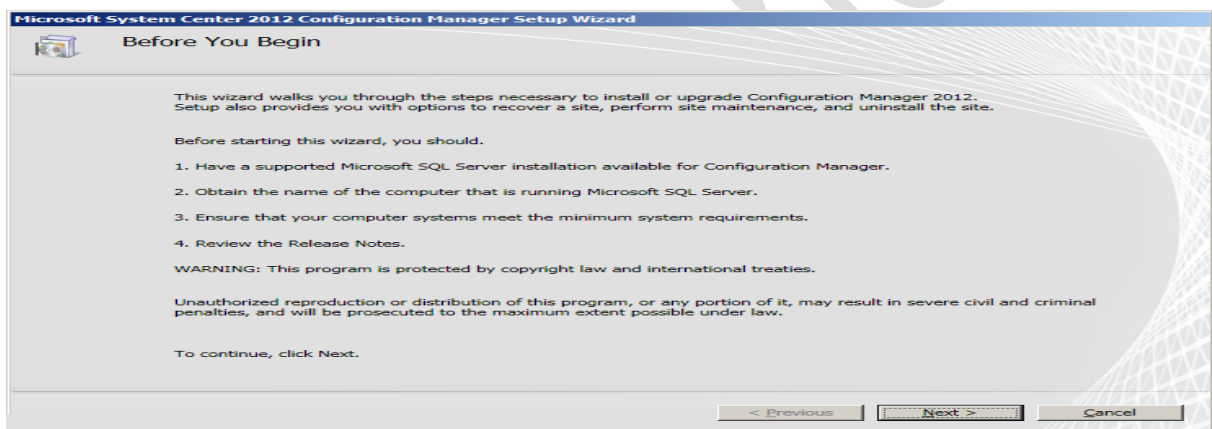 Microsoft System Center 2012 Configuration Manager Setup Wizard
Before You Begin
This wizard walks you through the steps necessary to install or upgrade Configuration Manager 2012.
Setup also provides you with options to recover a site, perform site maintenance, and uninstall the site.
Before starting this wizard, you should.
1. Have a supported Microsoft SQL Server installation available for Configuration Manager.
2. Obtain the name of the computer that is running Microsoft SQL Server.
3. Ensure that your computer systems meet the minimum system requirements.
4. Review the Release Notes.
WARNING: This program is protected by copyright law and international treaties.
Unauthorized reproduction or distribution of this program, or any portion of it, may result in severe civil and criminal
penalties, and will be prosecuted to the maximum extent possible under law.
To continue, click Next.
< Previous Next > Cancel